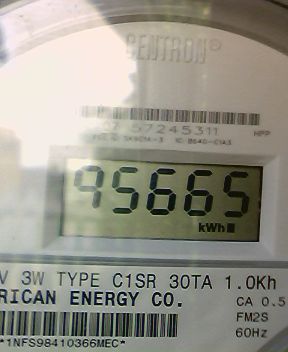 CENTRON®
57245311 HPP
95665
kWh
V 3W TYPE C1SR 30TA 1.0Kh
RICAN ENERGY CO. CA 0.5
FM2S
60Hz
*1NFS98410366MEC*